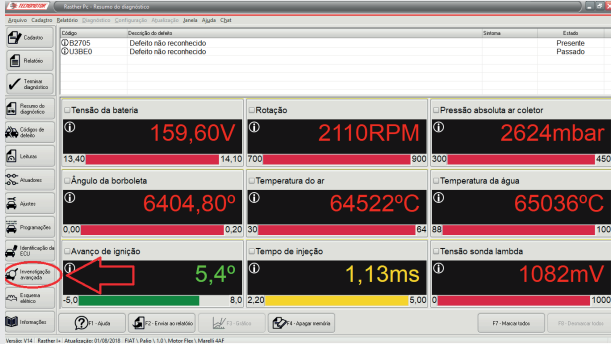 TECNOMOTOR Rasther Pc - Resumo do diagnóstico
Arquivo Cadastro Relatório Diagnóstico Configuração Atualização Janela Ajuda Chat
Cadastro
Relatório
Terminar diagnóstico
Resumo do diagnóstico
Códigos de defeito
Leituras
Atuadores
Ajustes
Programações
Identificação da ECU
Investigação avançada
Esquema elétrico
Informações
Código Descrição do defeito Sintoma Estado
B2705 Defeito não reconhecido Presente
U3BE0 Defeito não reconhecido Passado
Tensão da bateria
159,60V
13,40 14,10
Rotação
2110RPM
700 900
Pressão absoluta ar coletor
2624mbar
300 450
Ângulo da borboleta
6404,80º
0,00 0,20
Temperatura do ar
64522ºC
30 64
Temperatura da água
65036ºC
88 100
Avanço de ignição
5,4º
-5,0 8,0
Tempo de injeção
1,13ms
2,20 5,00
Tensão sonda lambda
1082mV
0 1000
F1 - Ajuda F2 - Enviar ao relatório F3 - Gráfico F4 - Apagar memória F7 - Marcar todos F8 - Desmarcar todos
Versão: V14 Rasther I+ Atualização: 01/08/2018 FIAT \ Palio \ 1.0 \ Motor Flex \ Marelli 4AF